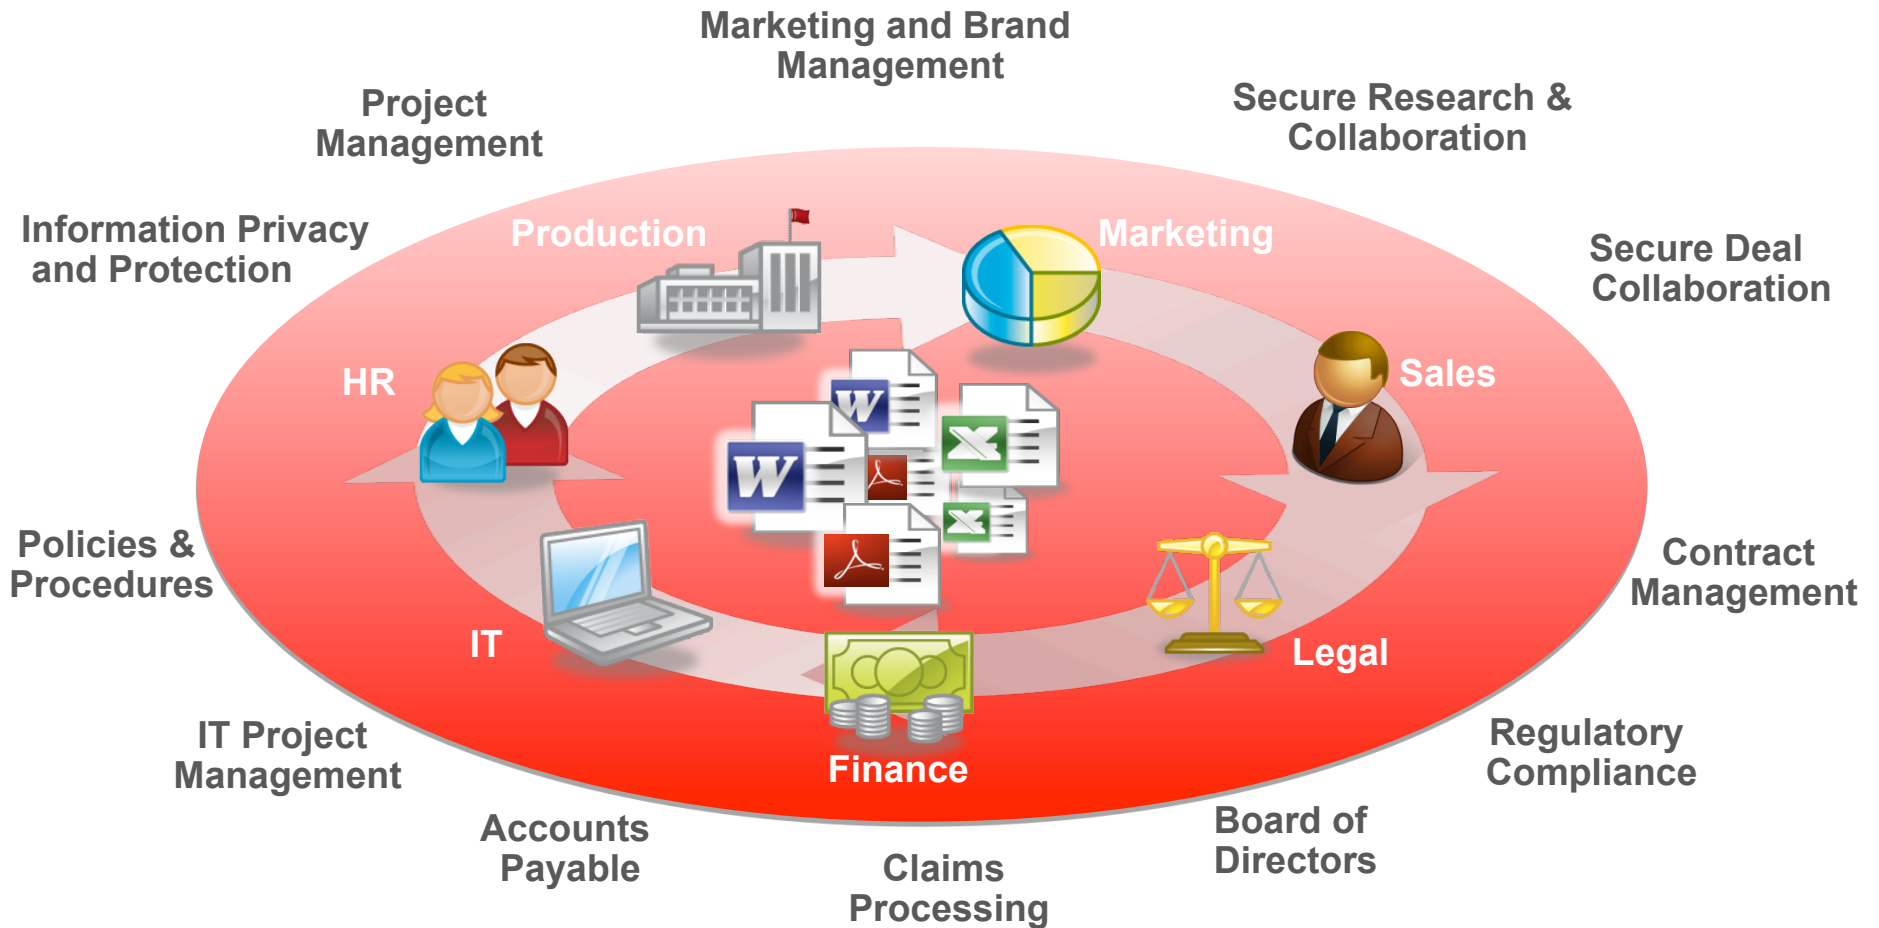 Marketing and Brand
Management
Project
Management
Secure Research &
Collaboration
Information Privacy
and Protection
Production
Marketing
Secure Deal
Collaboration
HR
Sales
W
X
W
X
Policies &
Procedures
Contract
Management
IT
Legal
Finance
IT Project
Management
Regulatory
Compliance
Accounts
Payable
Board of
Directors
Claims
Processing